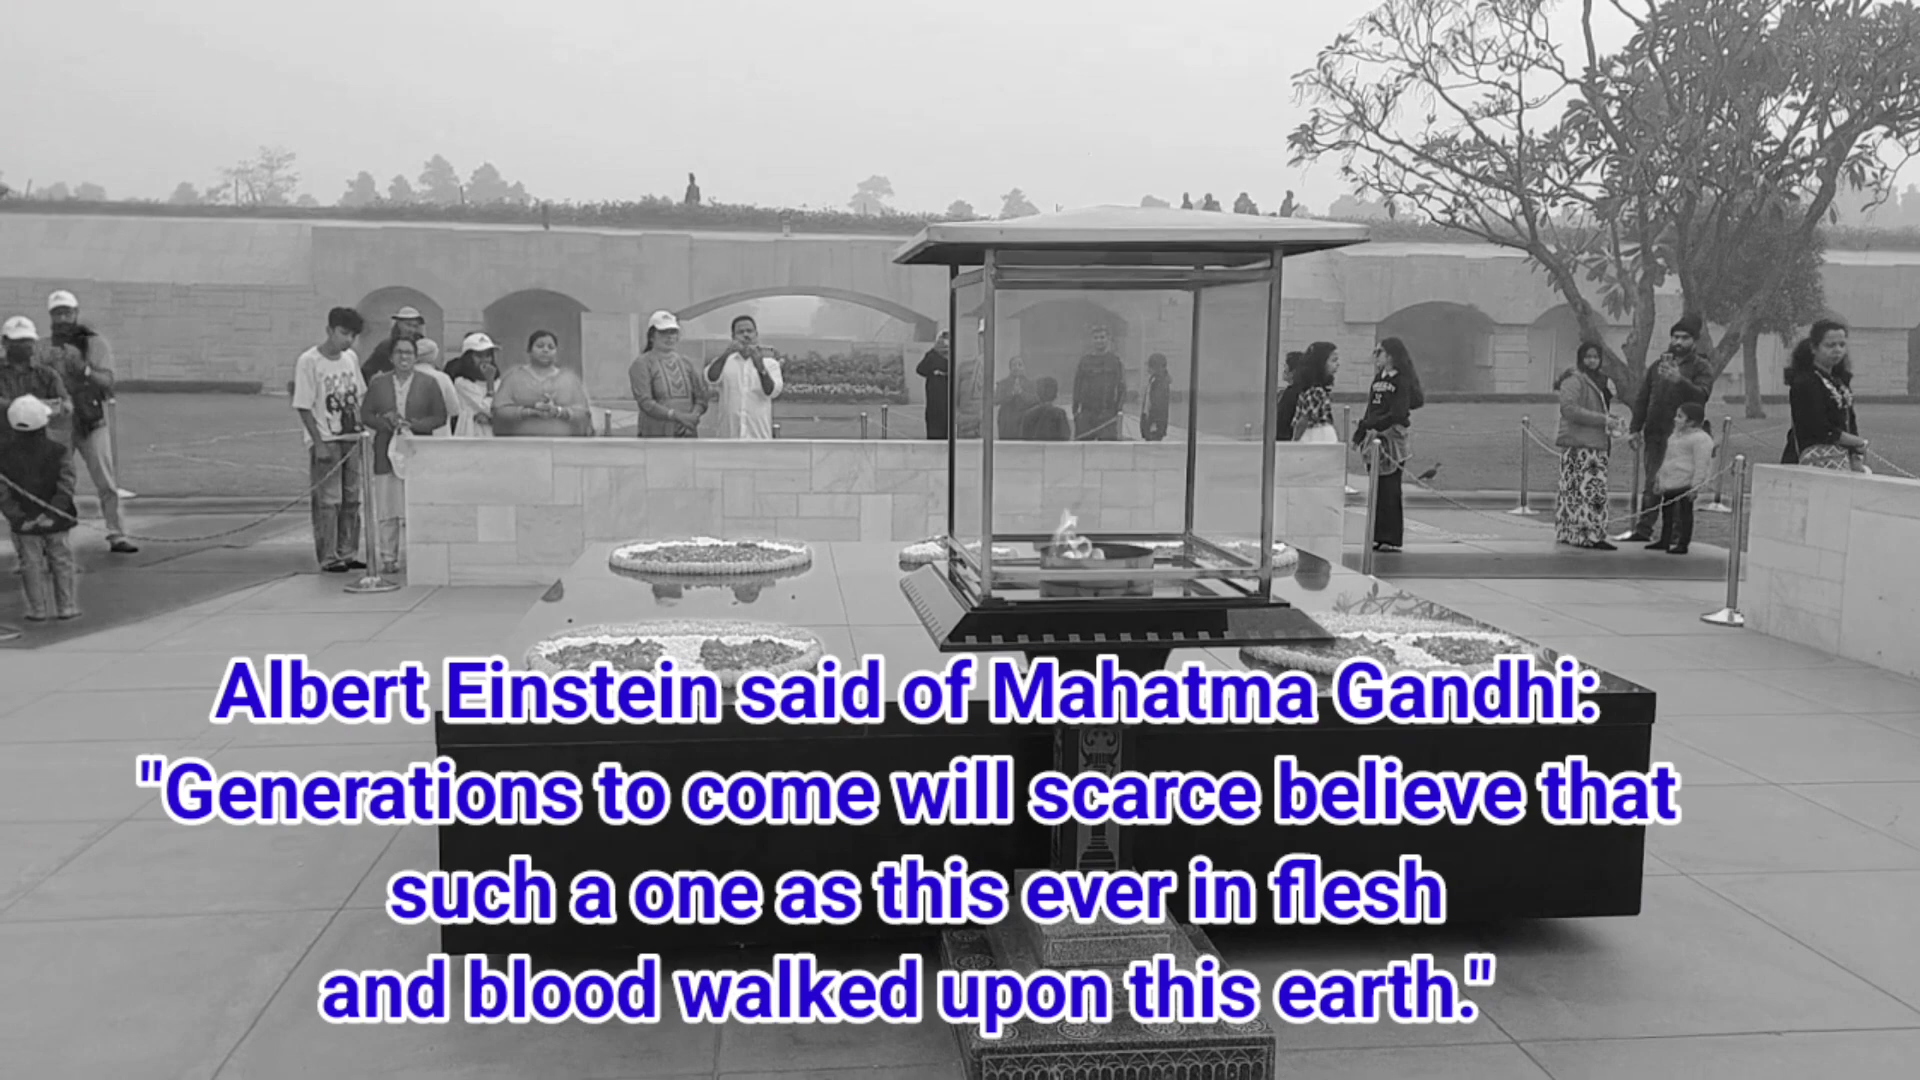 Albert Einstein said of Mahatma Gandhi:
"Generations to come will scarce believe that
such a one as this ever in flesh
and blood walked upon this earth."